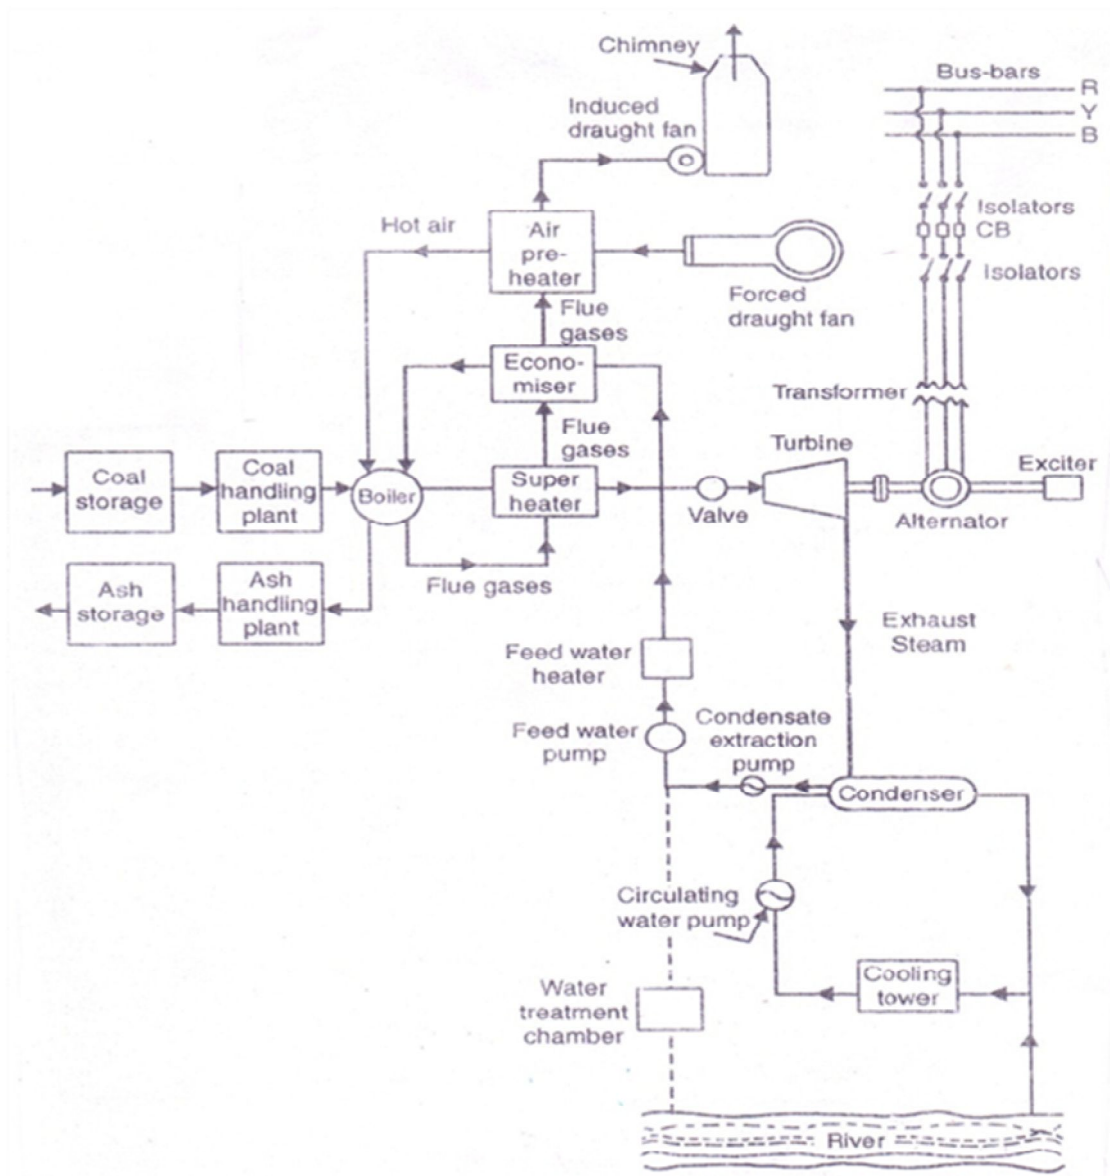 Chimney
Induced
draught fan
Bus-bars
R
Y
B
Isolators
CB
Isolators
Hot air
Air
pre-
heater
Forced
draught fan
Flue
gases
Econo-
miser
Transformer
Flue
gases
Turbine
Coal
storage
Coal
handling
plant
Boiler
Super
heater
Valve
Alternator
Exciter
Flue gases
Ash
storage
Ash
handling
plant
Exhaust
Steam
Feed water
heater
Feed water
pump
Condensate
extraction
pump
Condenser
Circulating
water pump
Cooling
tower
Water
treatment
chamber
River